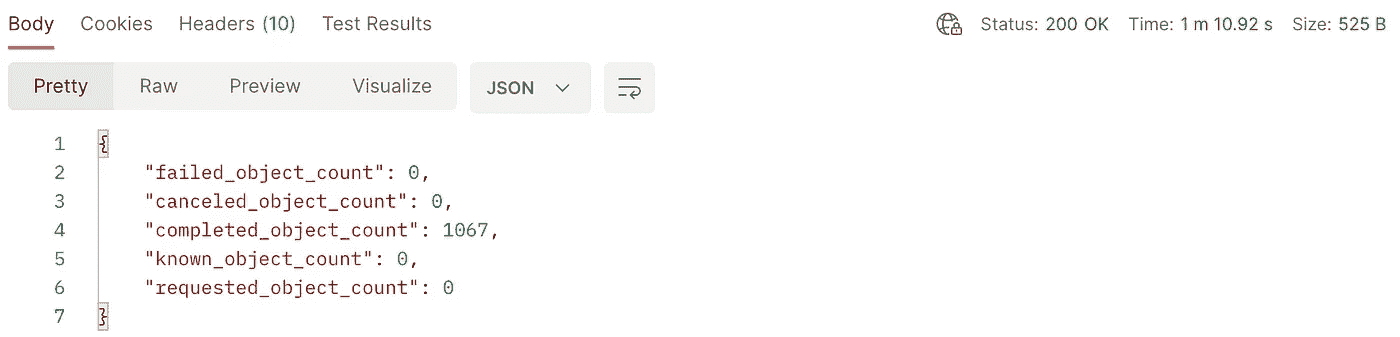 Body Cookies Headers (10) Test Results Status: 200 OK Time: 1 m 10.92 s Size: 525 B
Pretty Raw Preview Visualize JSON
1 {
2 "failed_object_count": 0,
3 "canceled_object_count": 0,
4 "completed_object_count": 1067,
5 "known_object_count": 0,
6 "requested_object_count": 0
7 }